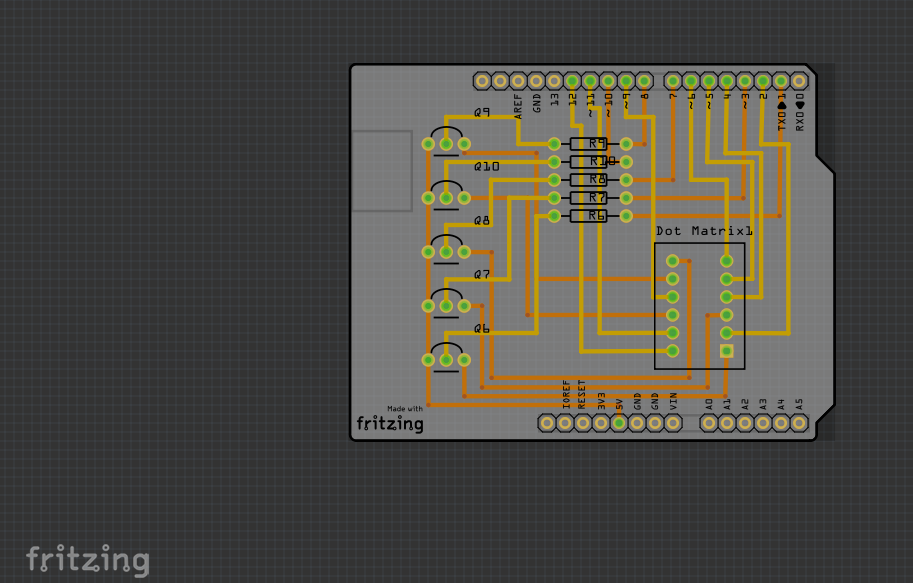 AREF GND 13 12 ~11 ~10 ~9 8 7 ~6 ~5 4 ~3 2 TX0 1 RX0 0
Q9
R9
R10
Q10
R8
R7
R6
Q8
Dot Matrix1
Q7
Q6
IOREF RESET 3V3 5V GND GND VIN A0 A1 A2 A3 A4 A5
Made with
fritzing
fritzing